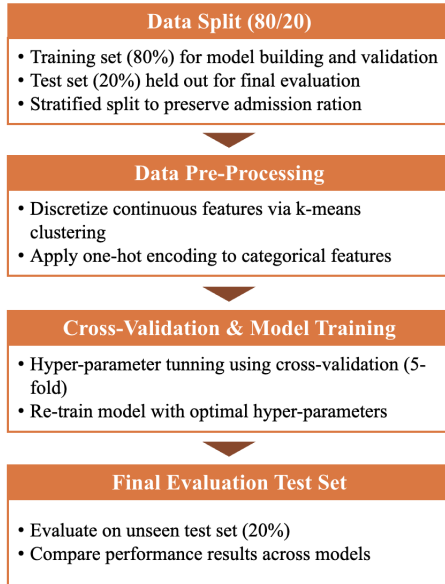 Data Split (80/20)
• Training set (80%) for model building and validation
• Test set (20%) held out for final evaluation
• Stratified split to preserve admission ration
Data Pre-Processing
• Discretize continuous features via k-means
clustering
• Apply one-hot encoding to categorical features
Cross-Validation & Model Training
• Hyper-parameter tunning using cross-validation (5-
fold)
• Re-train model with optimal hyper-parameters
Final Evaluation Test Set
• Evaluate on unseen test set (20%)
• Compare performance results across models